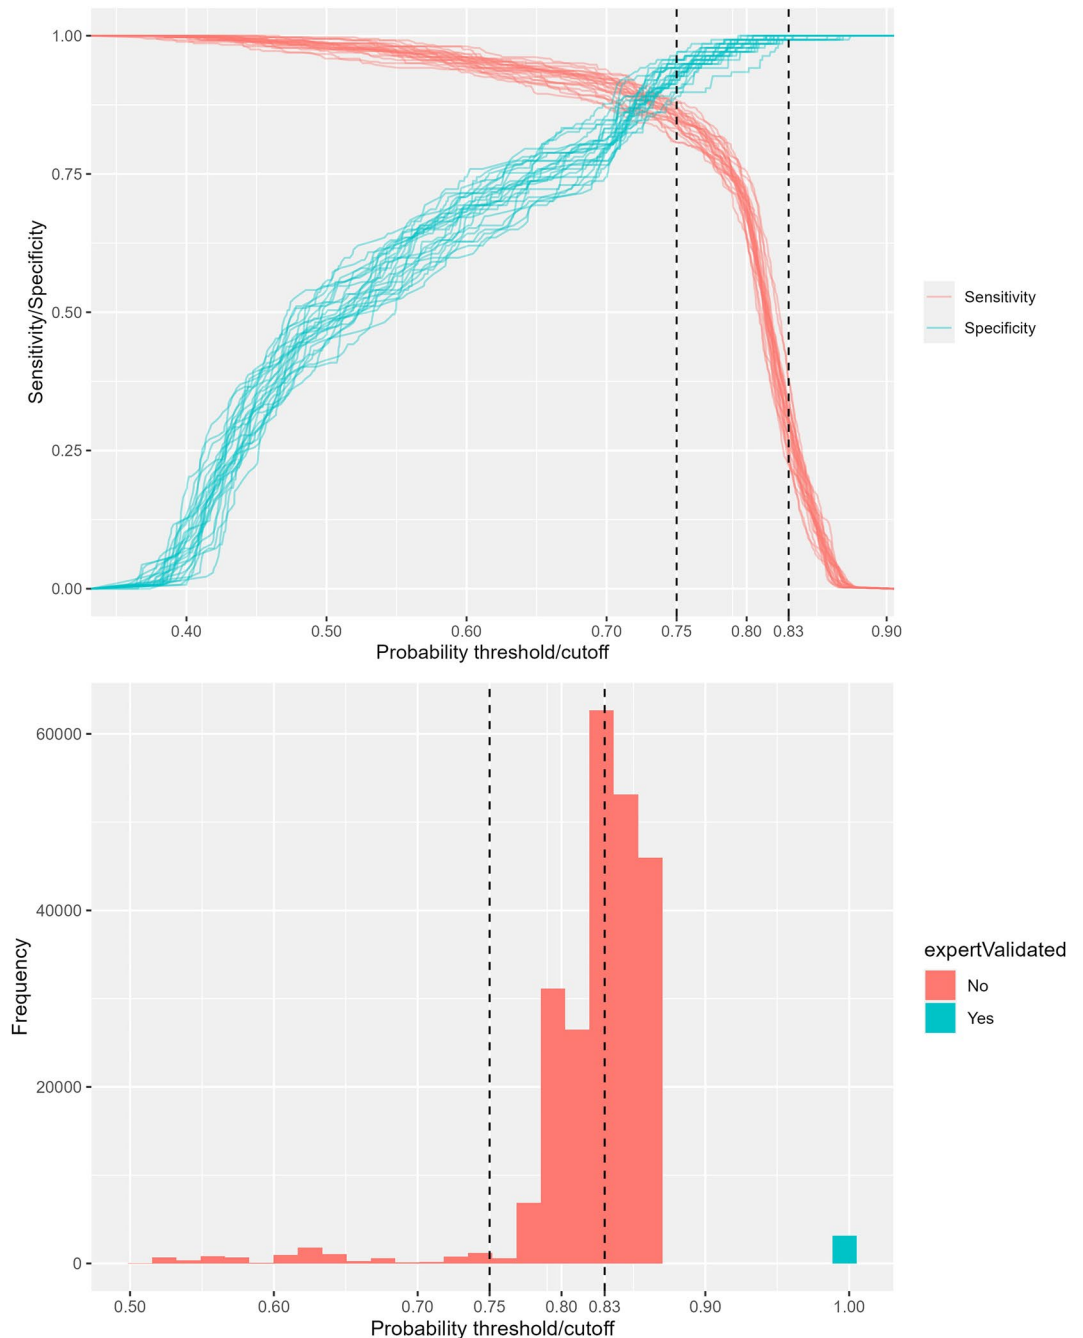 1.00
0.75
0.50
0.25
0.00
Sensitivity/Specificity
0.40 0.50 0.60 0.70 0.75 0.80 0.83 0.90
Probability threshold/cutoff
Sensitivity
Specificity
60000
40000
20000
0
Frequency
0.50 0.60 0.70 0.75 0.80 0.83 0.90 1.00
Probability threshold/cutoff
expertValidated
No
Yes